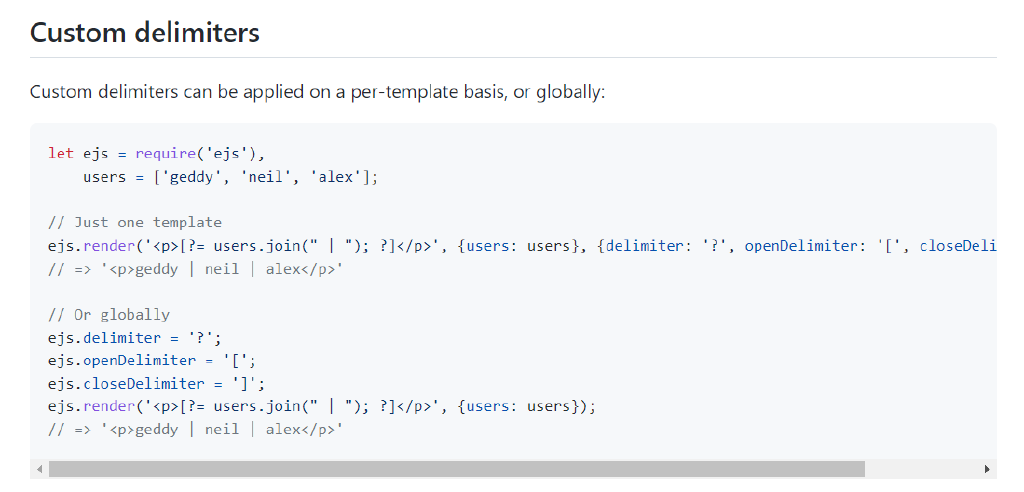 Custom delimiters
Custom delimiters can be applied on a per-template basis, or globally:
let ejs = require('ejs'),
    users = ['geddy', 'neil', 'alex'];
// Just one template
ejs.render('<p>[?= users.join(" | "); ?]</p>', {users: users}, {delimiter: '?', openDelimiter: '[', closeDeli
// => '<p>geddy | neil | alex</p>'
// Or globally
ejs.delimiter = '?';
ejs.openDelimiter = '[';
ejs.closeDelimiter = ']';
ejs.render('<p>[?= users.join(" | "); ?]</p>', {users: users});
// => '<p>geddy | neil | alex</p>'